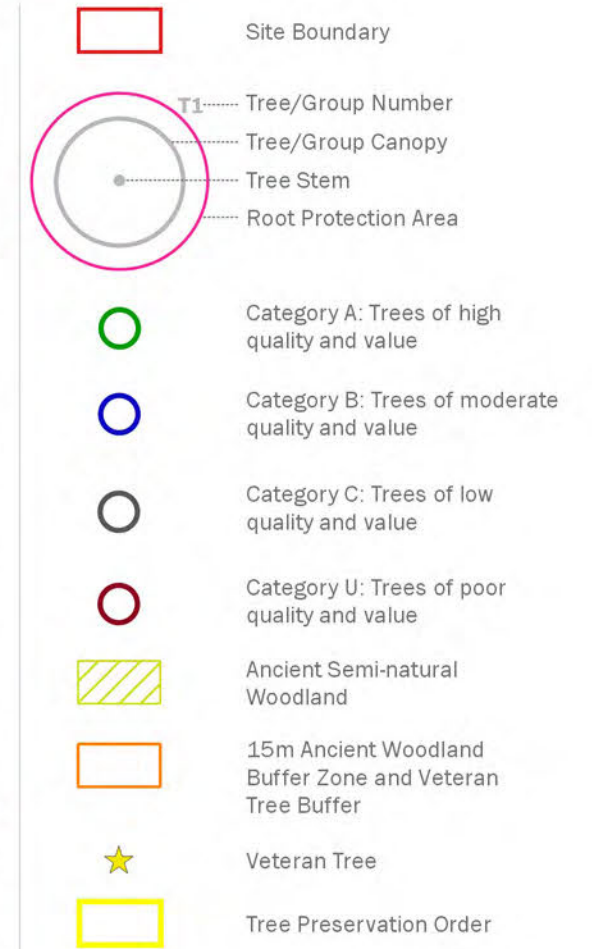 Site Boundary
T1
Tree/Group Number
Tree/Group Canopy
Tree Stem
Root Protection Area
Category A: Trees of high
quality and value
Category B: Trees of moderate
quality and value
Category C: Trees of low
quality and value
Category U: Trees of poor
quality and value
Ancient Semi-natural
Woodland
15m Ancient Woodland
Buffer Zone and Veteran
Tree Buffer
Veteran Tree
Tree Preservation Order